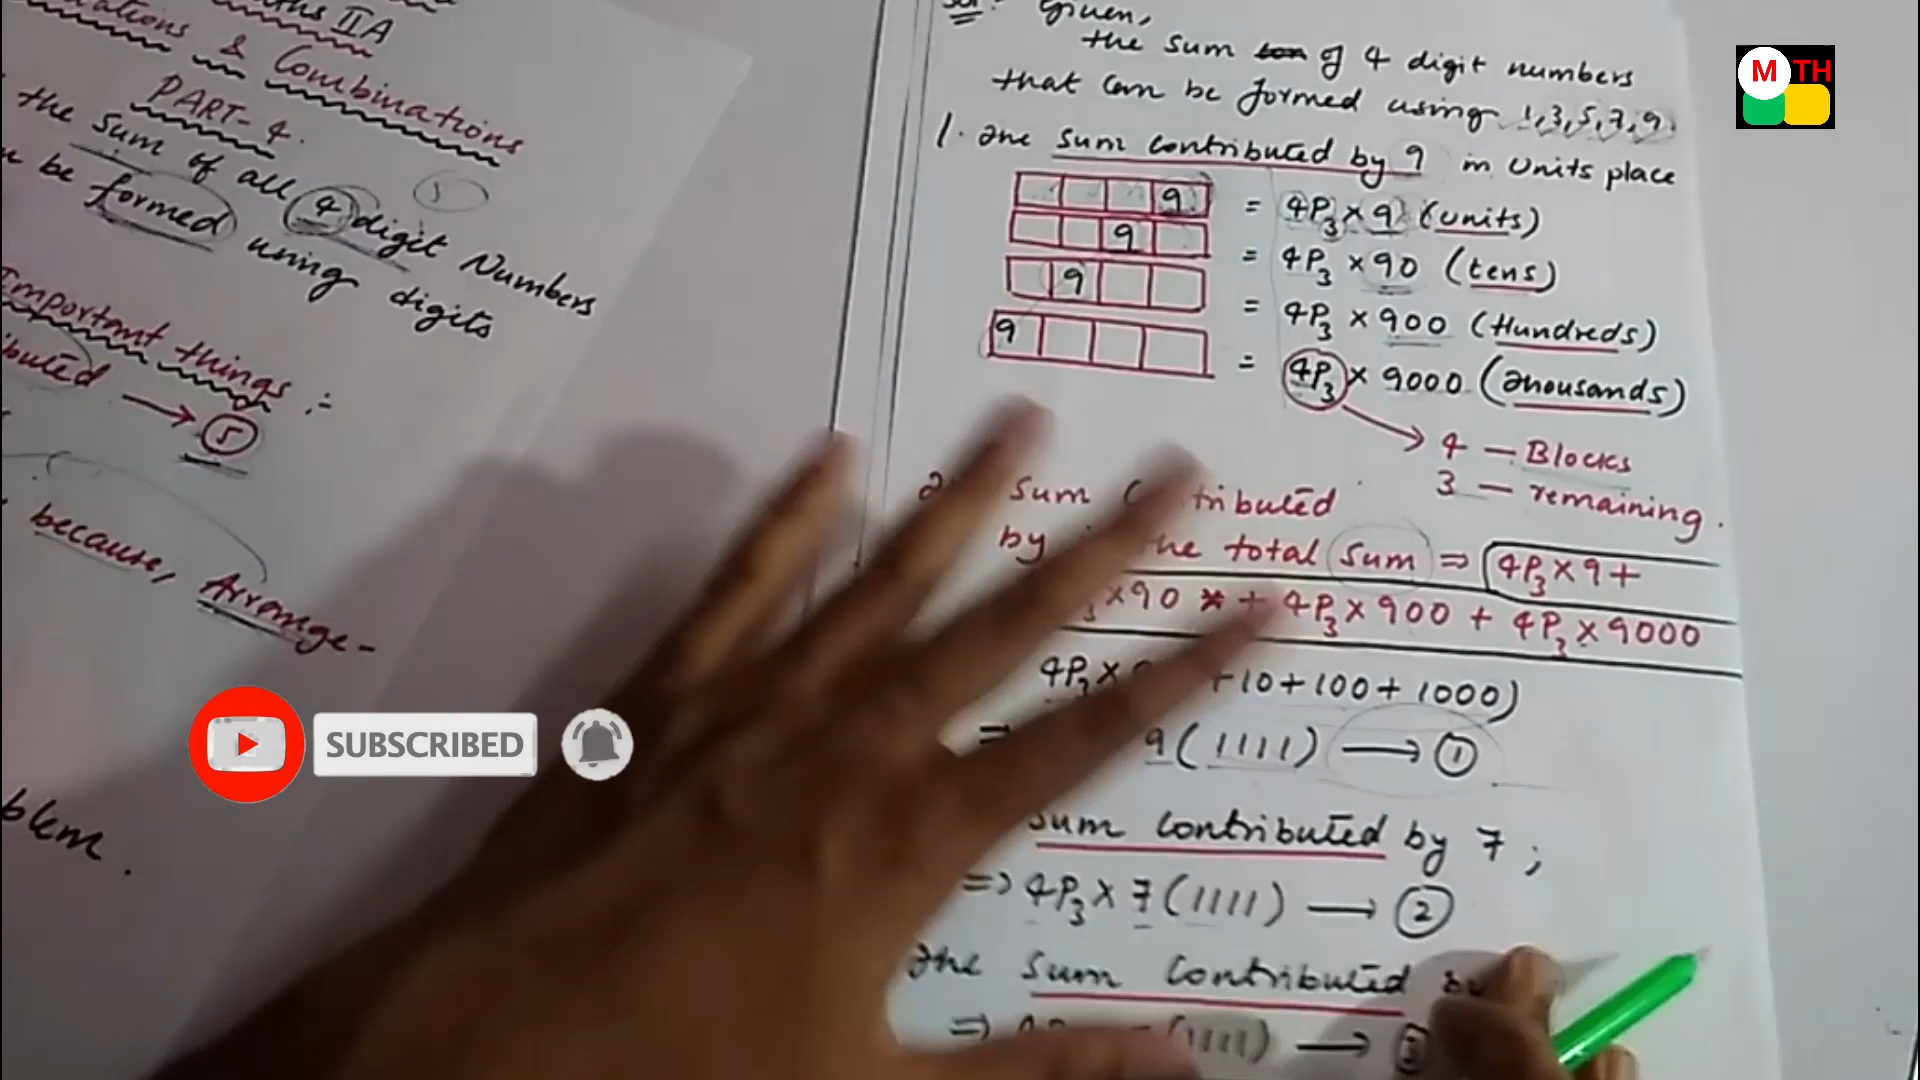 IIA
& Combinations
PART-4.
the Sum of all 4 digit Numbers
be formed using digits
5
Important things :-
→ 5
because, Arrange-
Given,
the sum of 4 digit numbers
that can be formed using 1,3,5,7,9.
1. The sum contributed by 9 in Units place
9 = 4P3 × 9 (units)
9 = 4P3 × 90 (tens)
9 = 4P3 × 900 (Hundreds)
9 = 4P3 × 9000 (Thousands)
4 — Blocks
3 — remaining.
Sum
by the total Sum ⇒ 4P3 × 9 +
×90 + 4P3 × 900 + 4P3 × 9000
4P3 × +10+100+1000)
⇒ 9(1111) → 1
Sum contributed by 7;
⇒ 4P3 × 7(1111) → 2
The Sum Contributed
⇒ (1111) → 3
SUBSCRIBED
M TH